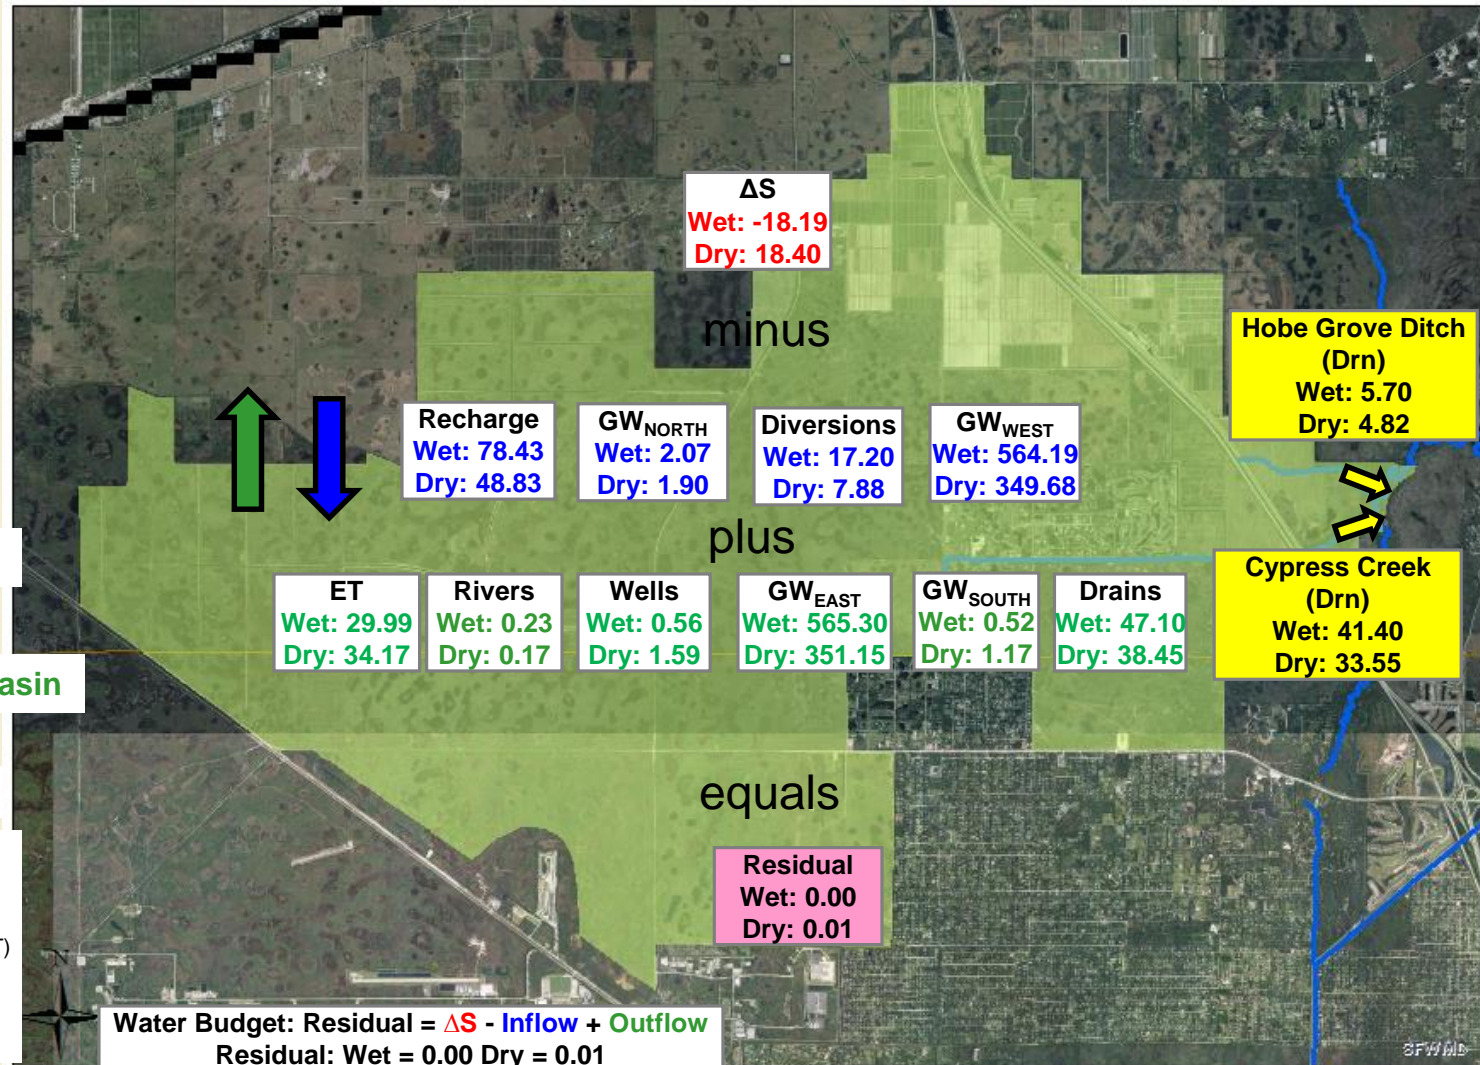 ΔS
Wet: -18.19
Dry: 18.40
minus
Hobe Grove Ditch
(Drn)
Wet: 5.70
Dry: 4.82
Recharge
Wet: 78.43
Dry: 48.83
GWNORTH
Wet: 2.07
Dry: 1.90
Diversions
Wet: 17.20
Dry: 7.88
GWWEST
Wet: 564.19
Dry: 349.68
plus
ET
Wet: 29.99
Dry: 34.17
Rivers
Wet: 0.23
Dry: 0.17
Wells
Wet: 0.56
Dry: 1.59
GWEAST
Wet: 565.30
Dry: 351.15
GWSOUTH
Wet: 0.52
Dry: 1.17
Drains
Wet: 47.10
Dry: 38.45
Cypress Creek
(Drn)
Wet: 41.40
Dry: 33.55
asin
equals
Residual
Wet: 0.00
Dry: 0.01
T)
N
Water Budget: Residual = ΔS - Inflow + Outflow
Residual: Wet = 0.00 Dry = 0.01
SFWMD